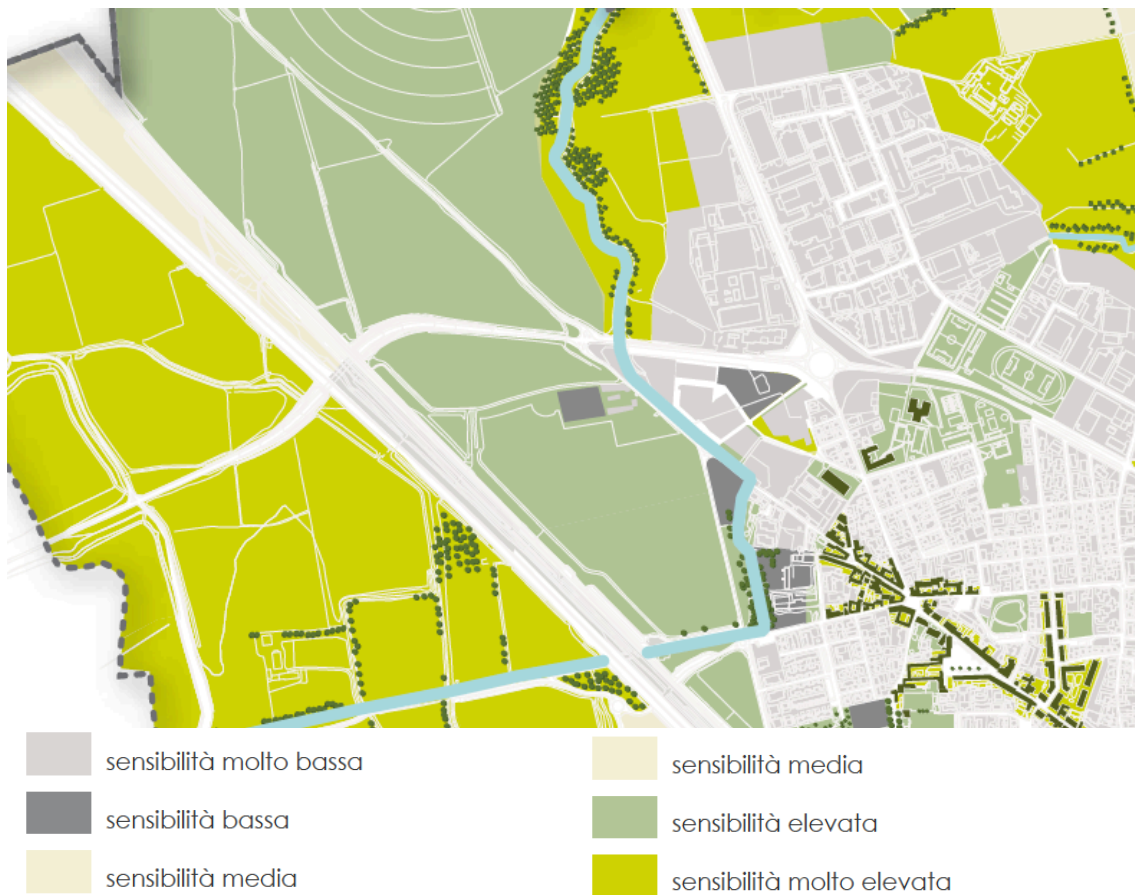 sensibilità molto bassa
sensibilità bassa
sensibilità media
sensibilità media
sensibilità elevata
sensibilità molto elevata